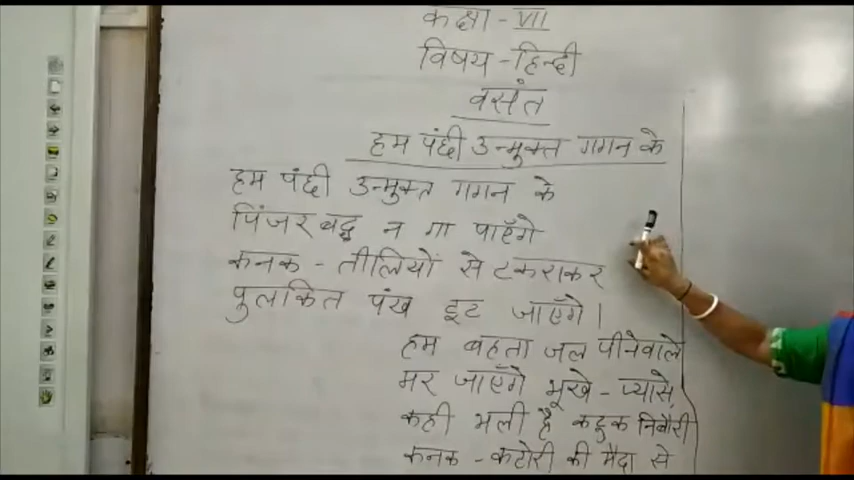 कक्षा - VII
विषय - हिन्दी
वसंत
हम पंछी उन्मुक्त गगन के
हम पंछी उन्मुक्त गगन के
पिंजरबद्ध न गा पाएँगे
कनक - तीलियों से टकराकर
पुलकित पंख टूट जाएँगे।
हम बहता जल पीनेवाले
मर जाएँगे भूखे - प्यासे,
कही भली है कटुक निबौरी
कनक - कटोरी की मैदा से